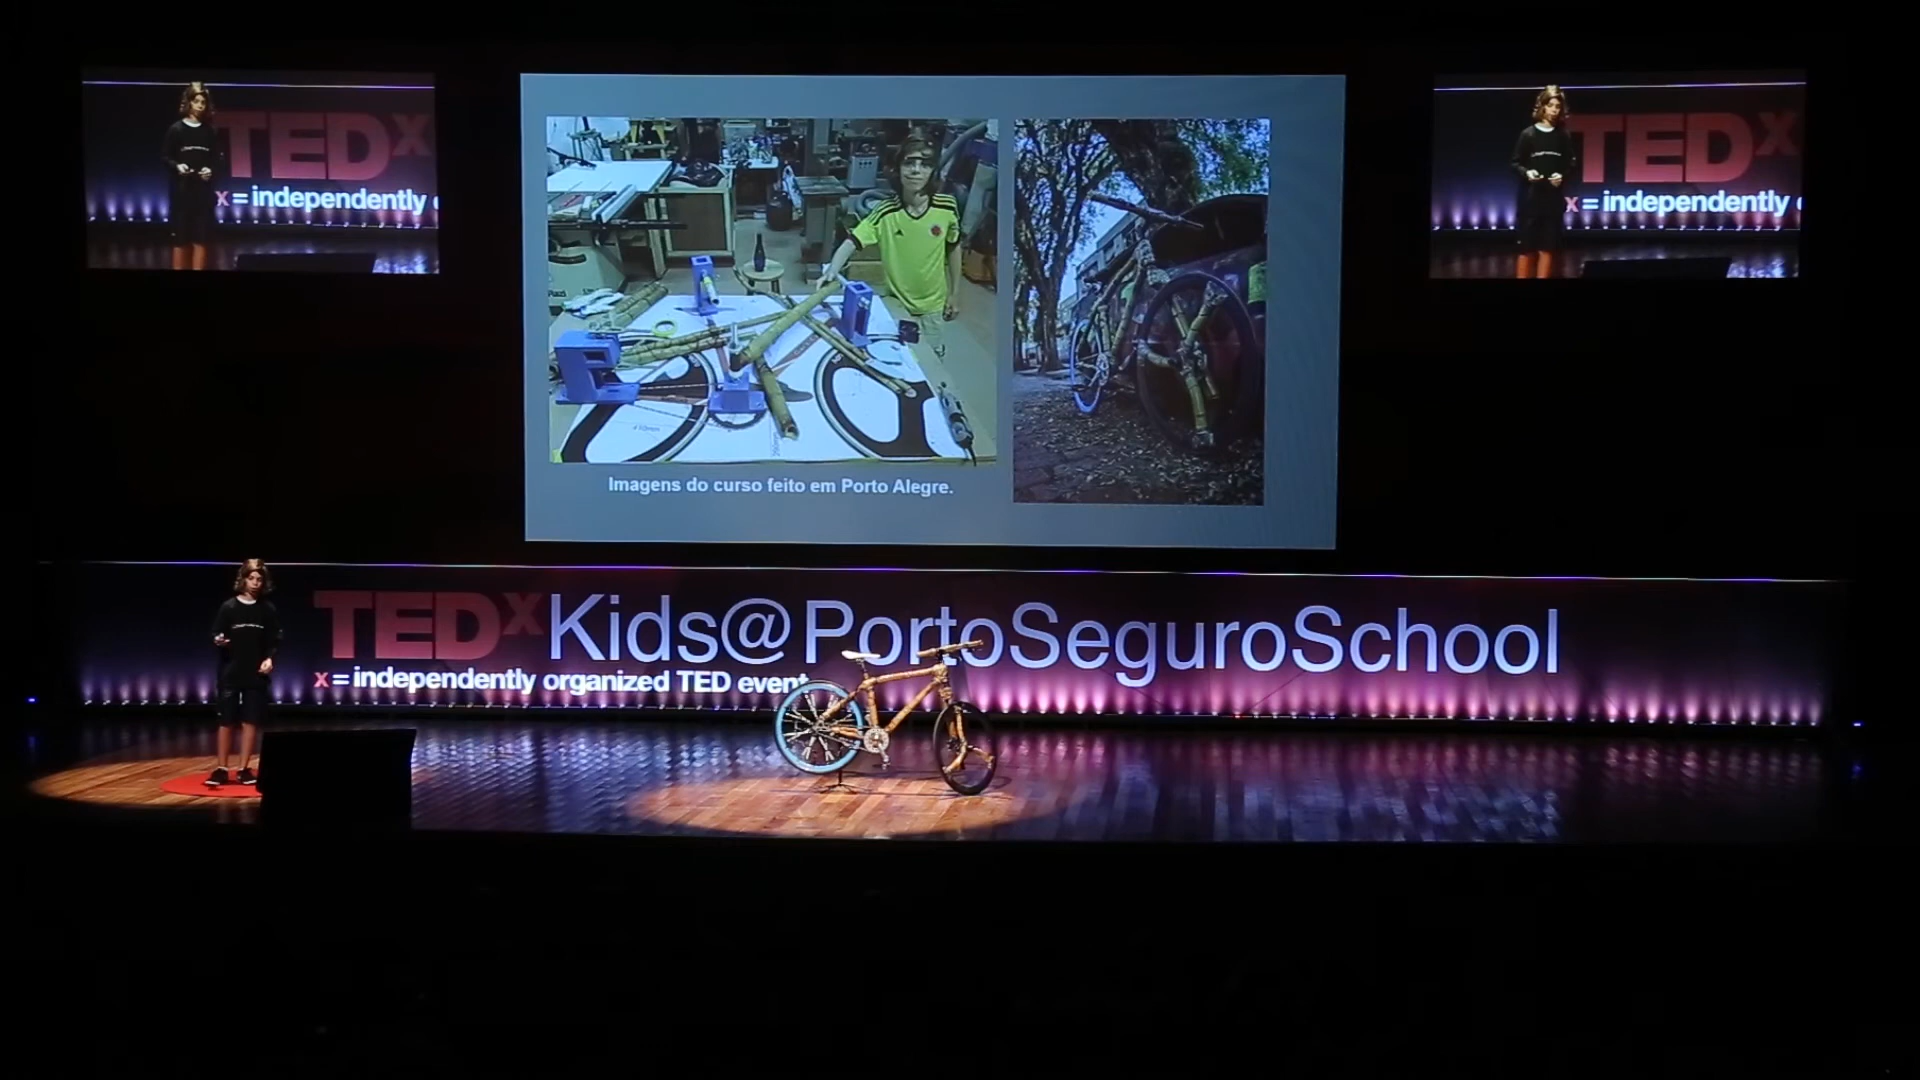 TEDx
x = independently
TEDx
x = independently
Imagens do curso feito em Porto Alegre.
TEDxKids@PortoSeguroSchool
x = independently organized TED event